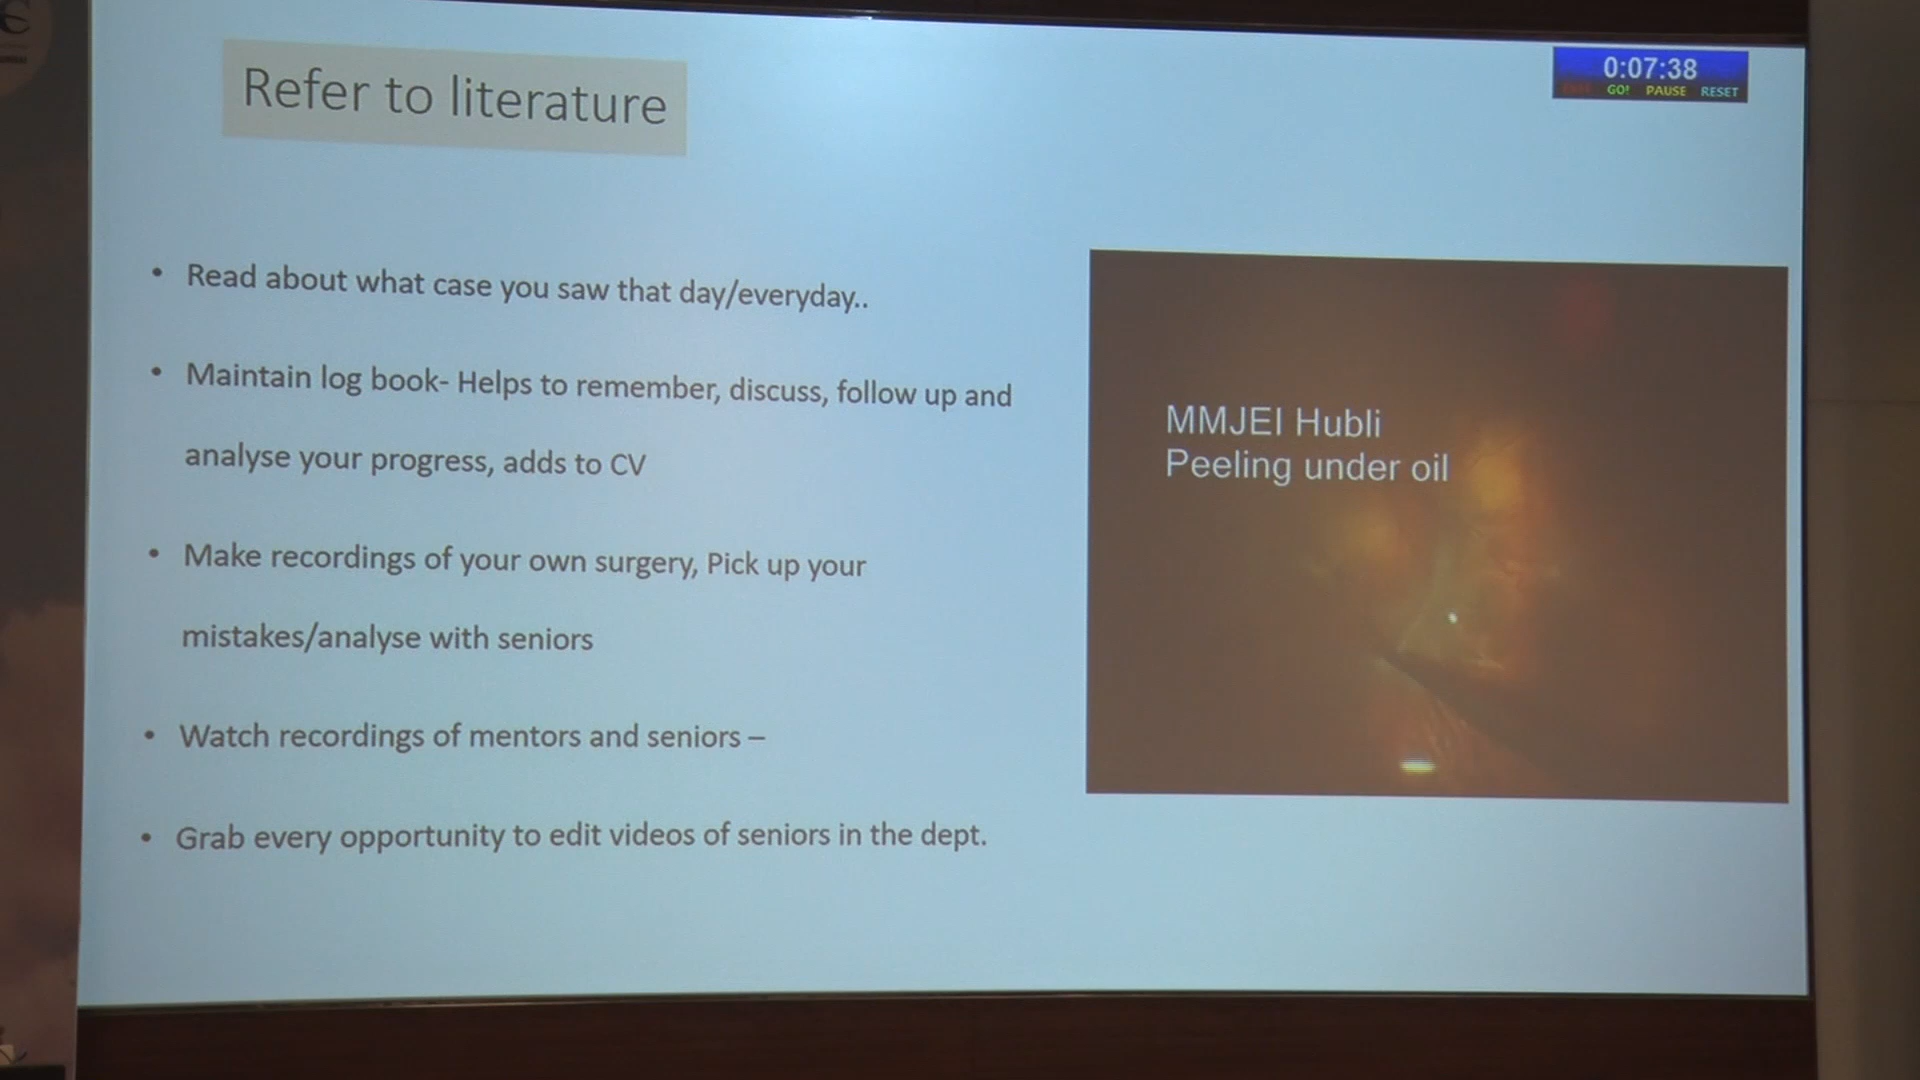 Refer to literature
0:07:38
GO! PAUSE RESET
• Read about what case you saw that day/everyday..
• Maintain log book- Helps to remember, discuss, follow up and
analyse your progress, adds to CV
• Make recordings of your own surgery, Pick up your
mistakes/analyse with seniors
• Watch recordings of mentors and seniors –
• Grab every opportunity to edit videos of seniors in the dept.
MMJEI Hubli
Peeling under oil